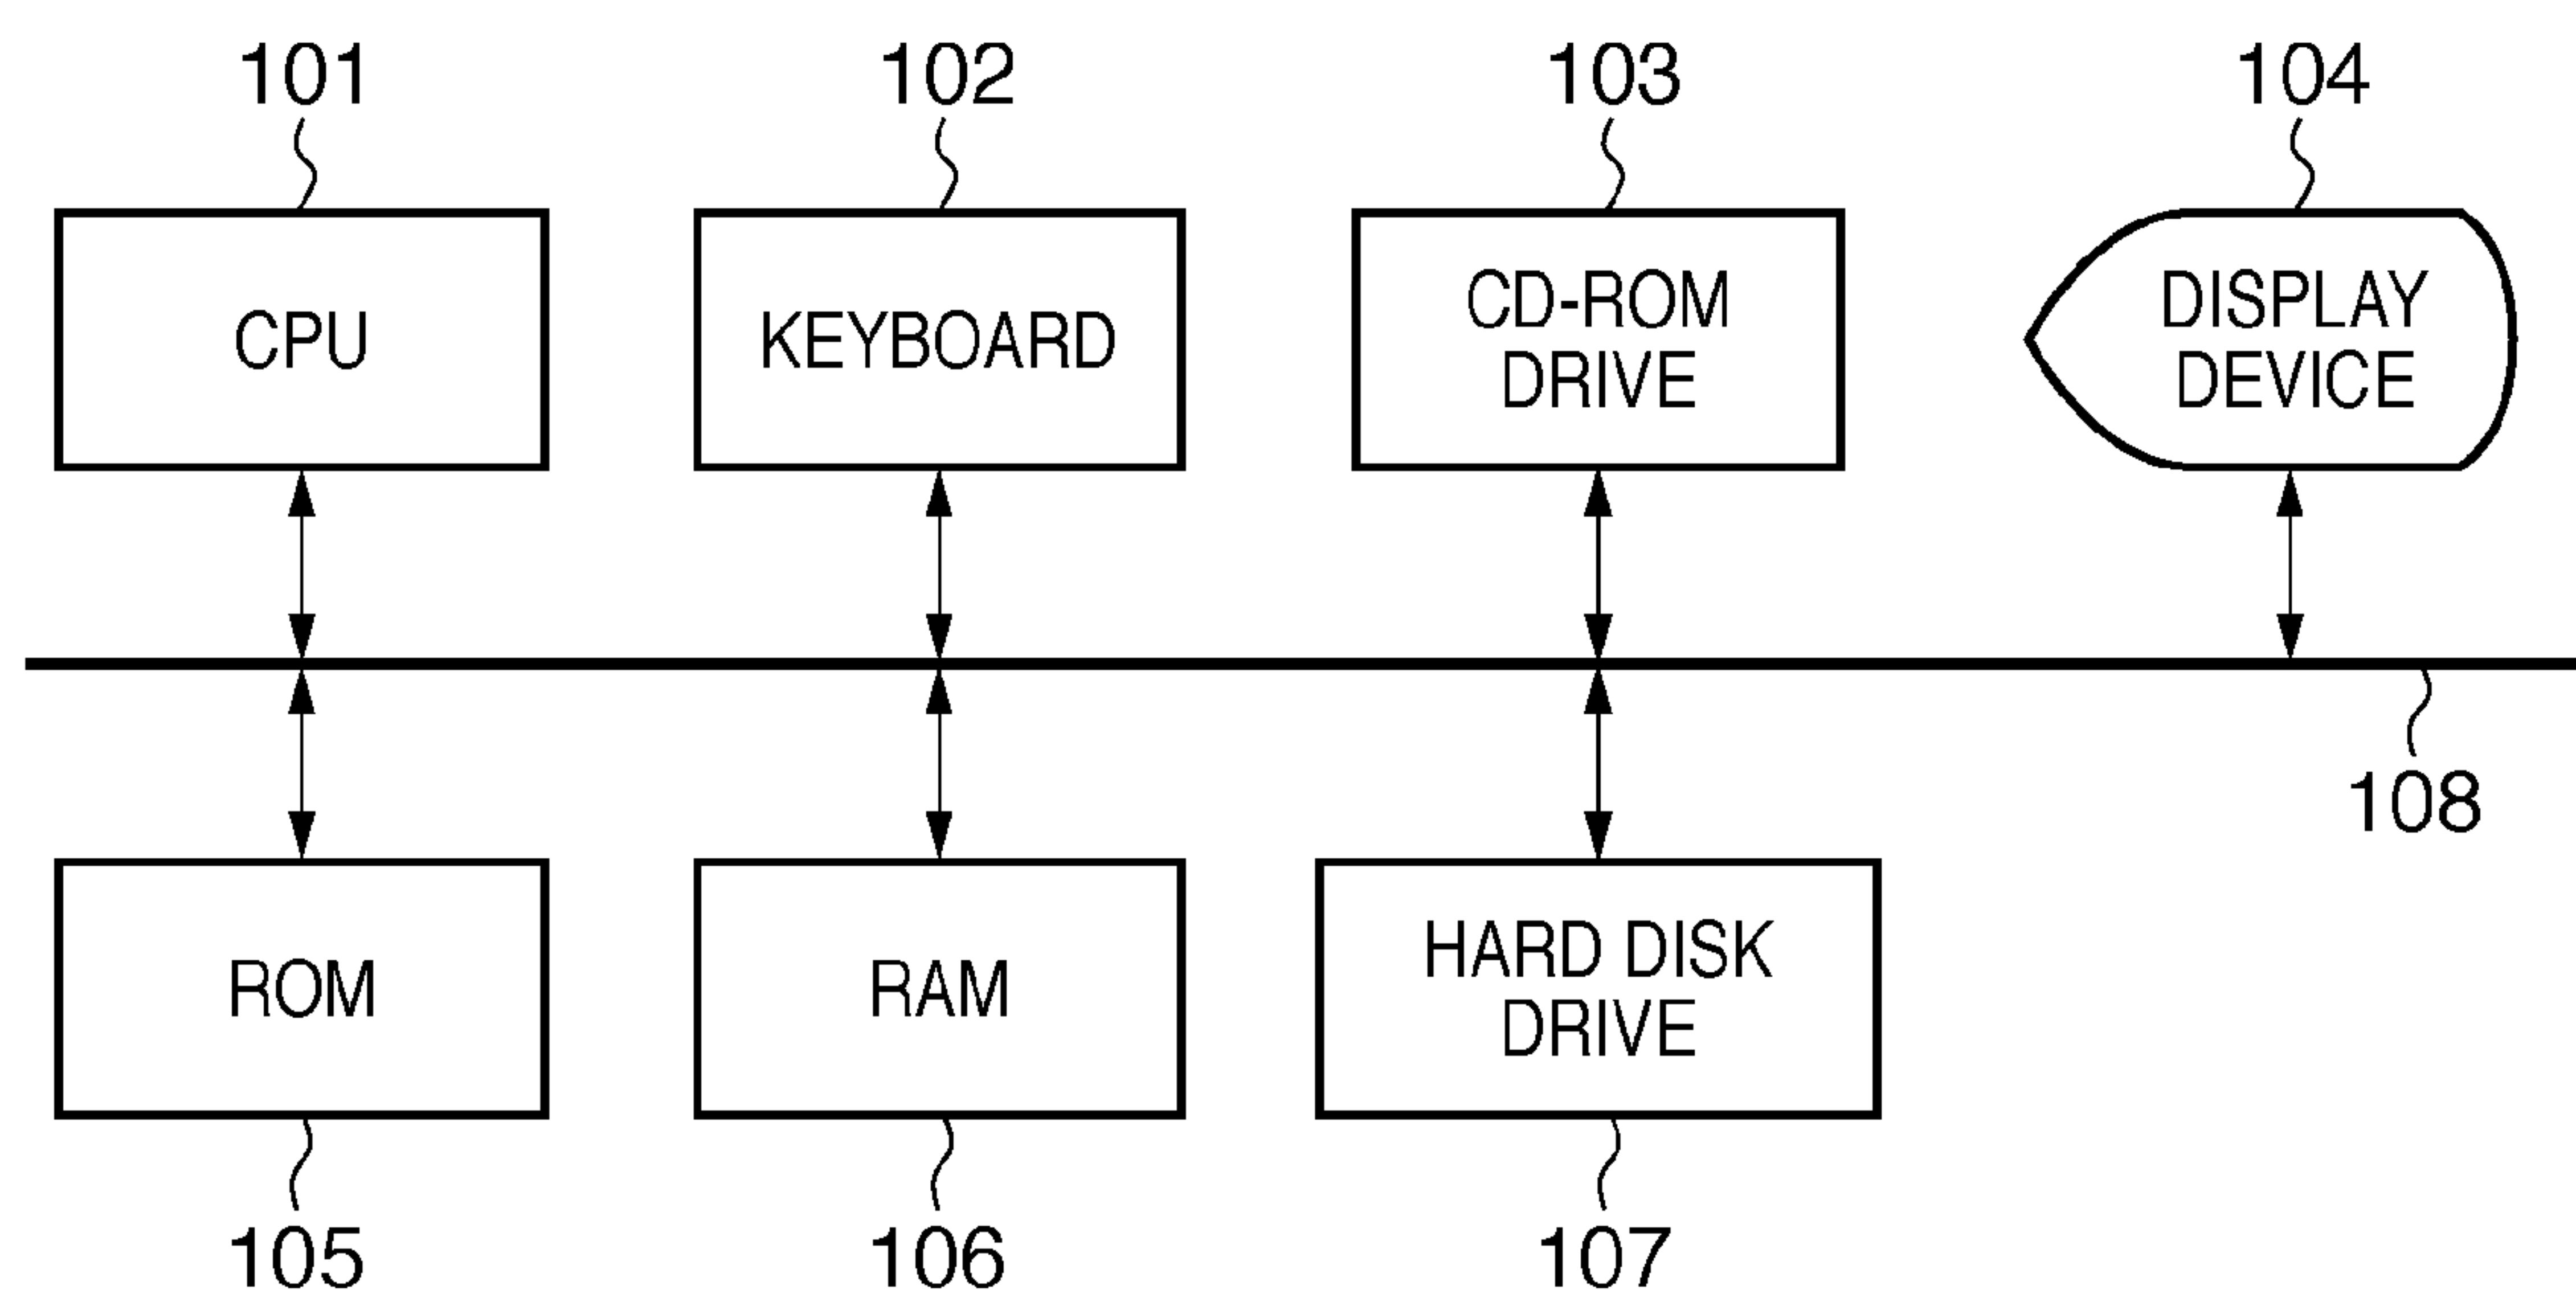 101
102
103
104
CPU
KEYBOARD
CD-ROM
DRIVE
DISPLAY
DEVICE
108
ROM
RAM
HARD DISK
DRIVE
105
106
107